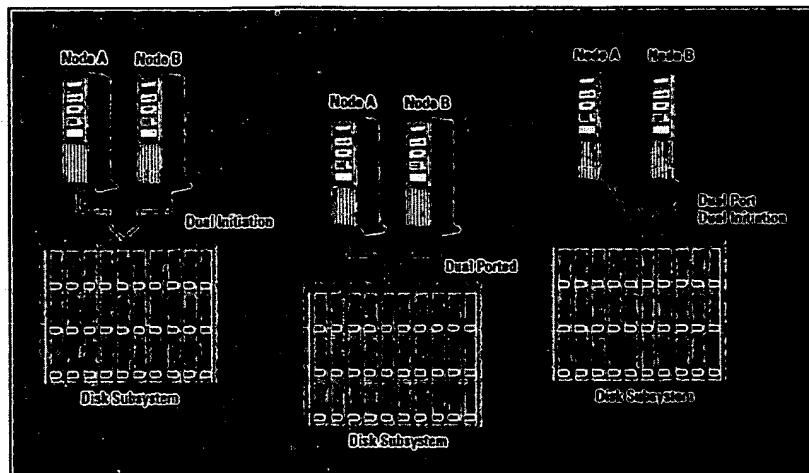 Node A Node B
Dual Initiation
Disk Subsystem
Node A Node B
Dual Ported
Disk Subsystem
Node A Node B
Dual Port
Dual Initiation
Disk Subsystem